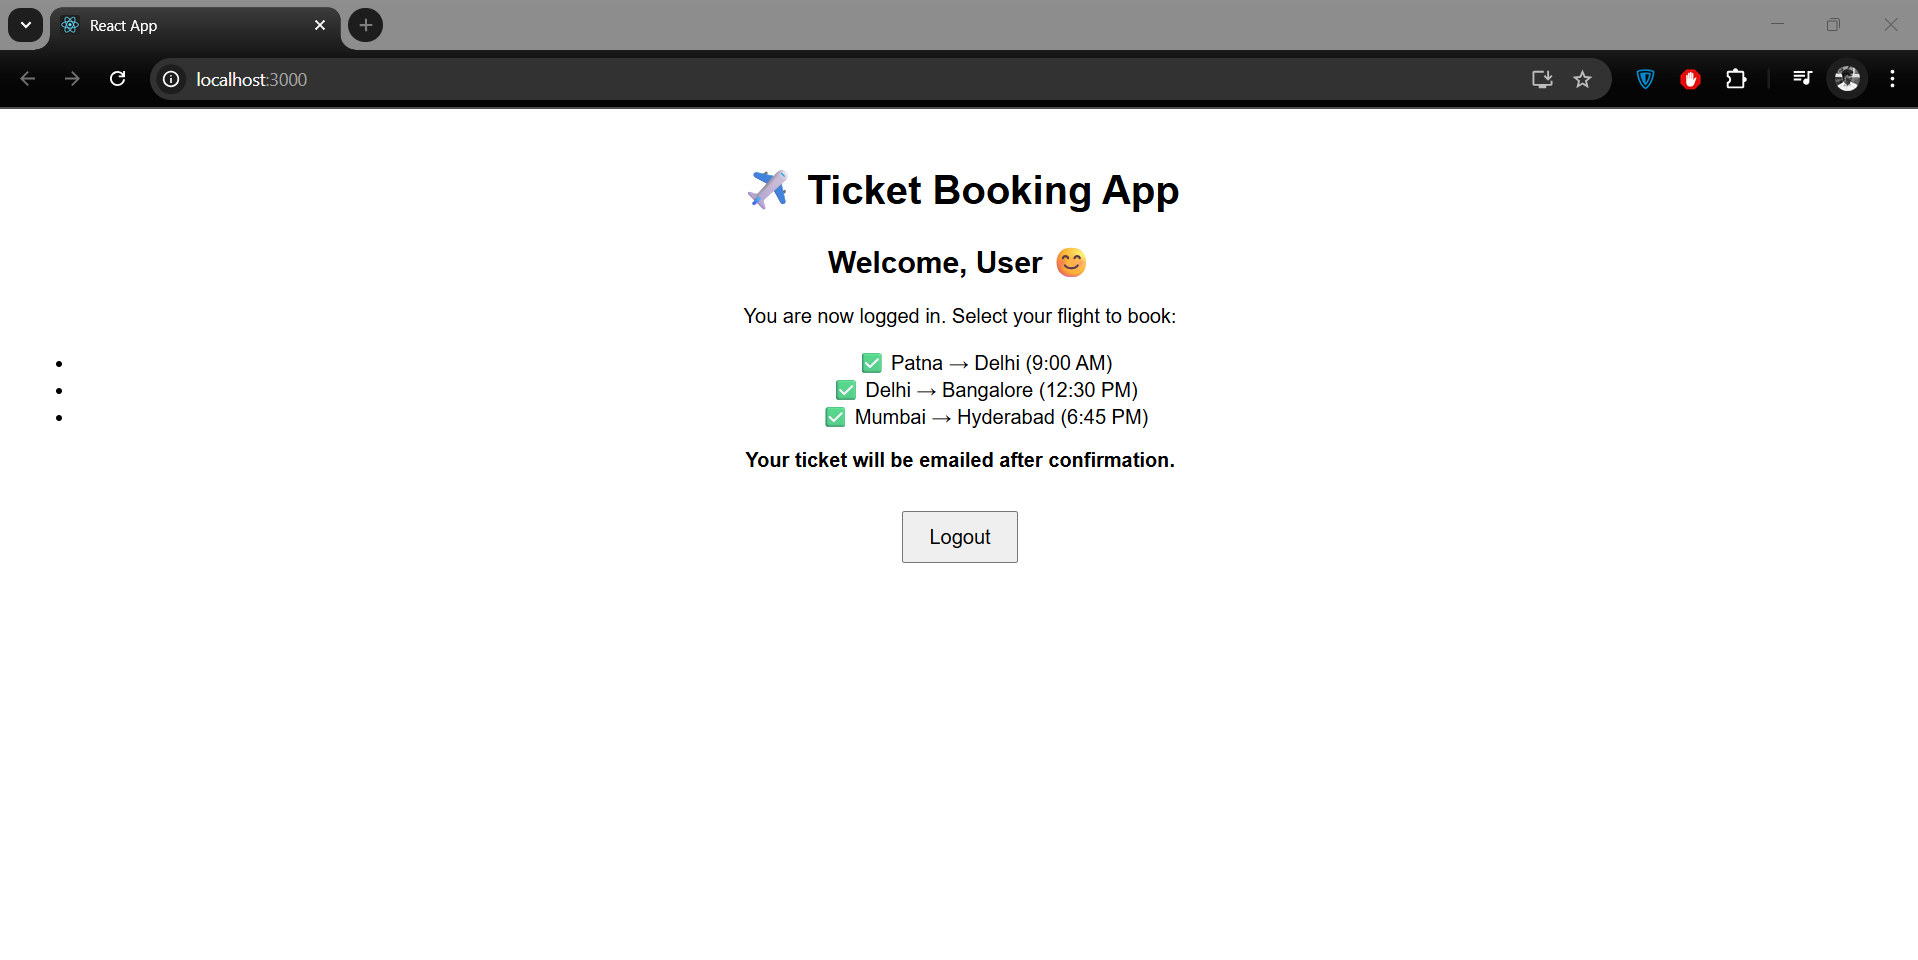 React App
localhost:3000
✈️ Ticket Booking App
Welcome, User 😊
You are now logged in. Select your flight to book:
• ✅ Patna → Delhi (9:00 AM)
• ✅ Delhi → Bangalore (12:30 PM)
• ✅ Mumbai → Hyderabad (6:45 PM)
Your ticket will be emailed after confirmation.
Logout